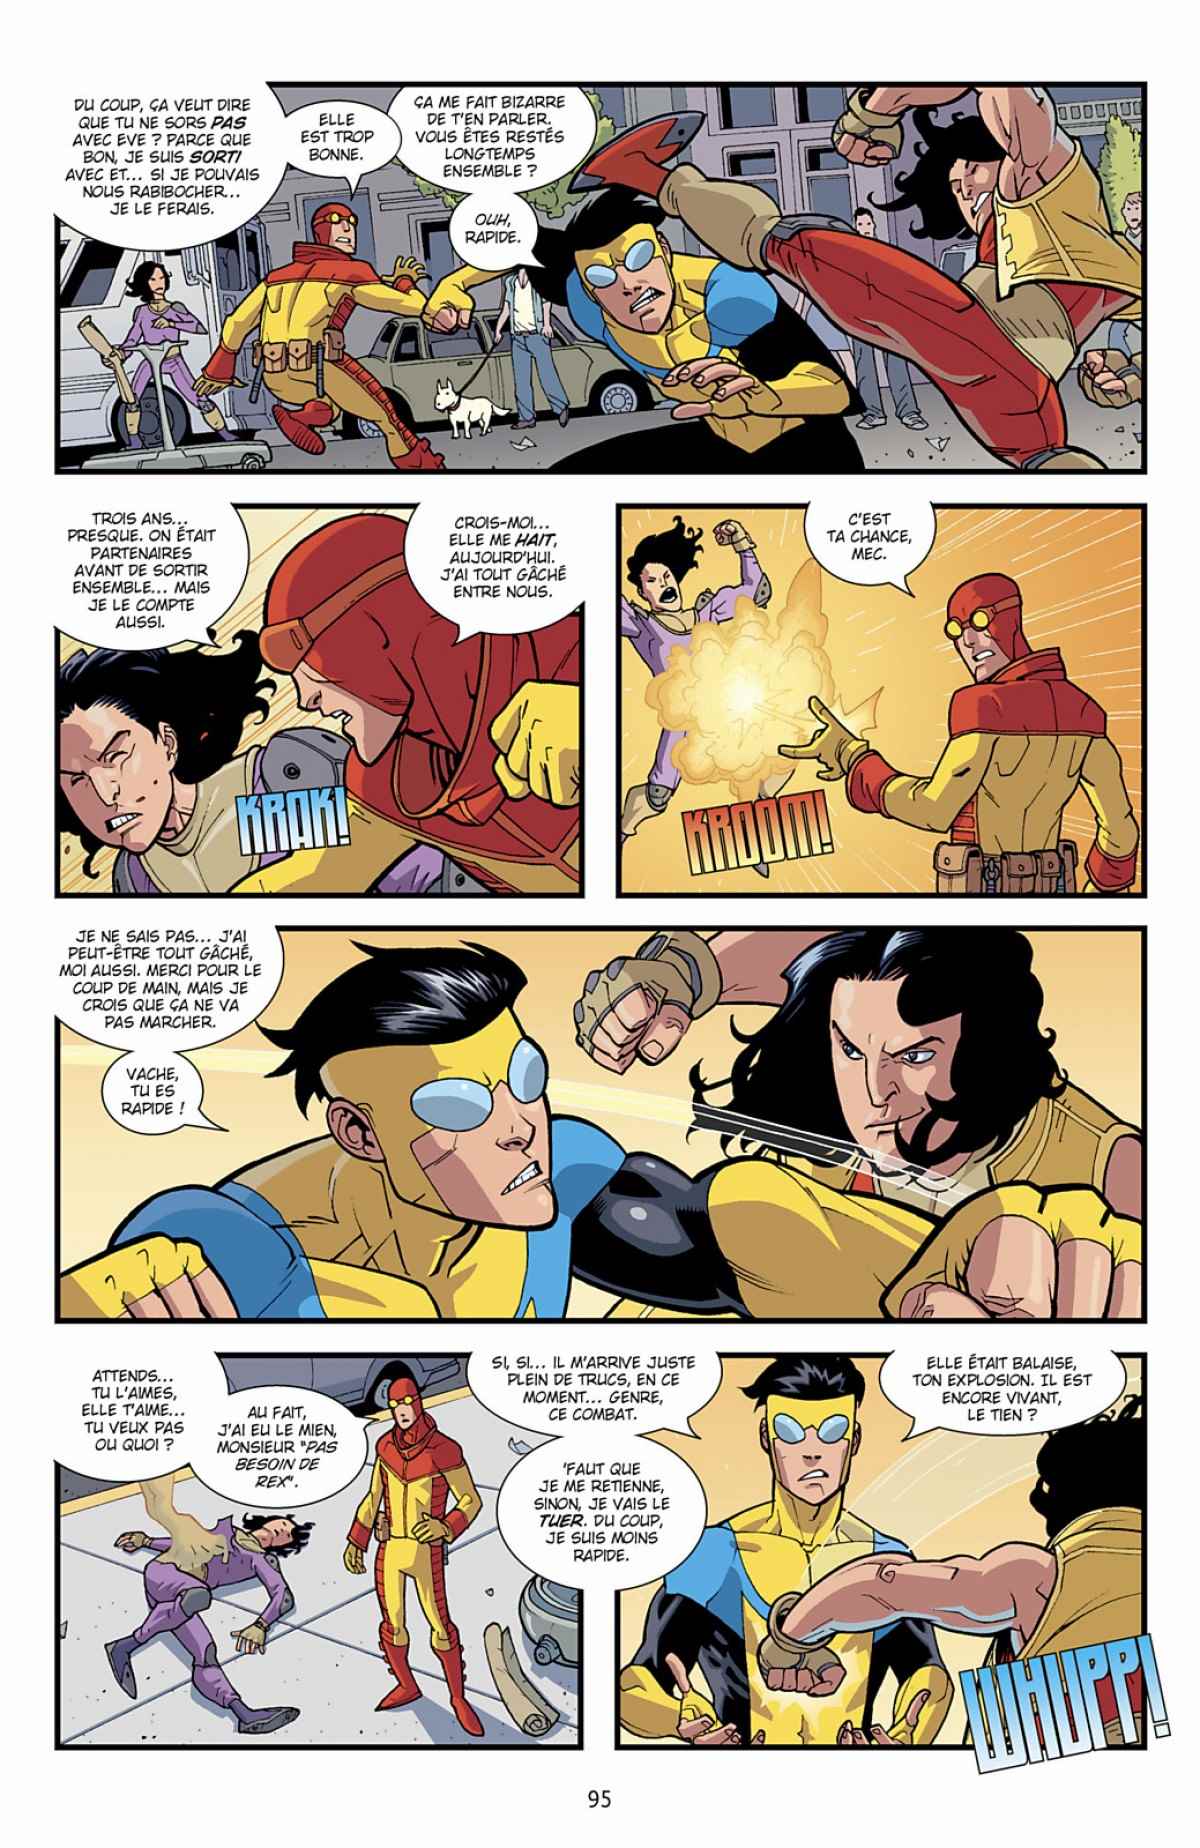 DU COUP, ÇA VEUT DIRE
QUE TU NE SORS PAS
AVEC EVE ? PARCE QUE
BON, JE SUIS SORTI
AVEC ET... SI JE POUVAIS
NOUS RABIBOCHER...
JE LE FERAIS.
ELLE
EST TROP
BONNE.
ÇA ME FAIT BIZARRE
DE T'EN PARLER.
VOUS ÊTES RESTÉS
LONGTEMPS
ENSEMBLE ?
OUH,
RAPIDE.
TROIS ANS...
PRESQUE. ON ÉTAIT
PARTENAIRES
AVANT DE SORTIR
ENSEMBLE... MAIS
JE LE COMPTE
AUSSI.
CROIS-MOI...
ELLE ME HAIT,
AUJOURD'HUI.
J'AI TOUT GÂCHÉ
ENTRE NOUS.
KRAK!
C'EST
TA CHANCE,
MEC.
KROOM!
JE NE SAIS PAS... J'AI
PEUT-ÊTRE TOUT GÂCHÉ,
MOI AUSSI. MERCI POUR LE
COUP DE MAIN, MAIS JE
CROIS QUE ÇA NE VA
PAS MARCHER.
VACHE,
TU ES
RAPIDE !
ATTENDS...
TU L'AIMES,
ELLE T'AIME...
TU VEUX PAS
OU QUOI ?
AU FAIT,
J'AI EU LE MIEN,
MONSIEUR "PAS
BESOIN DE
REX".
SI, SI... IL M'ARRIVE JUSTE
PLEIN DE TRUCS, EN CE
MOMENT... GENRE,
CE COMBAT.
'FAUT QUE
JE ME RETIENNE,
SINON, JE VAIS LE
TUER. DU COUP,
JE SUIS MOINS
RAPIDE.
ELLE ÉTAIT BALAISE,
TON EXPLOSION. IL EST
ENCORE VIVANT,
LE TIEN ?
WHUPP!
95